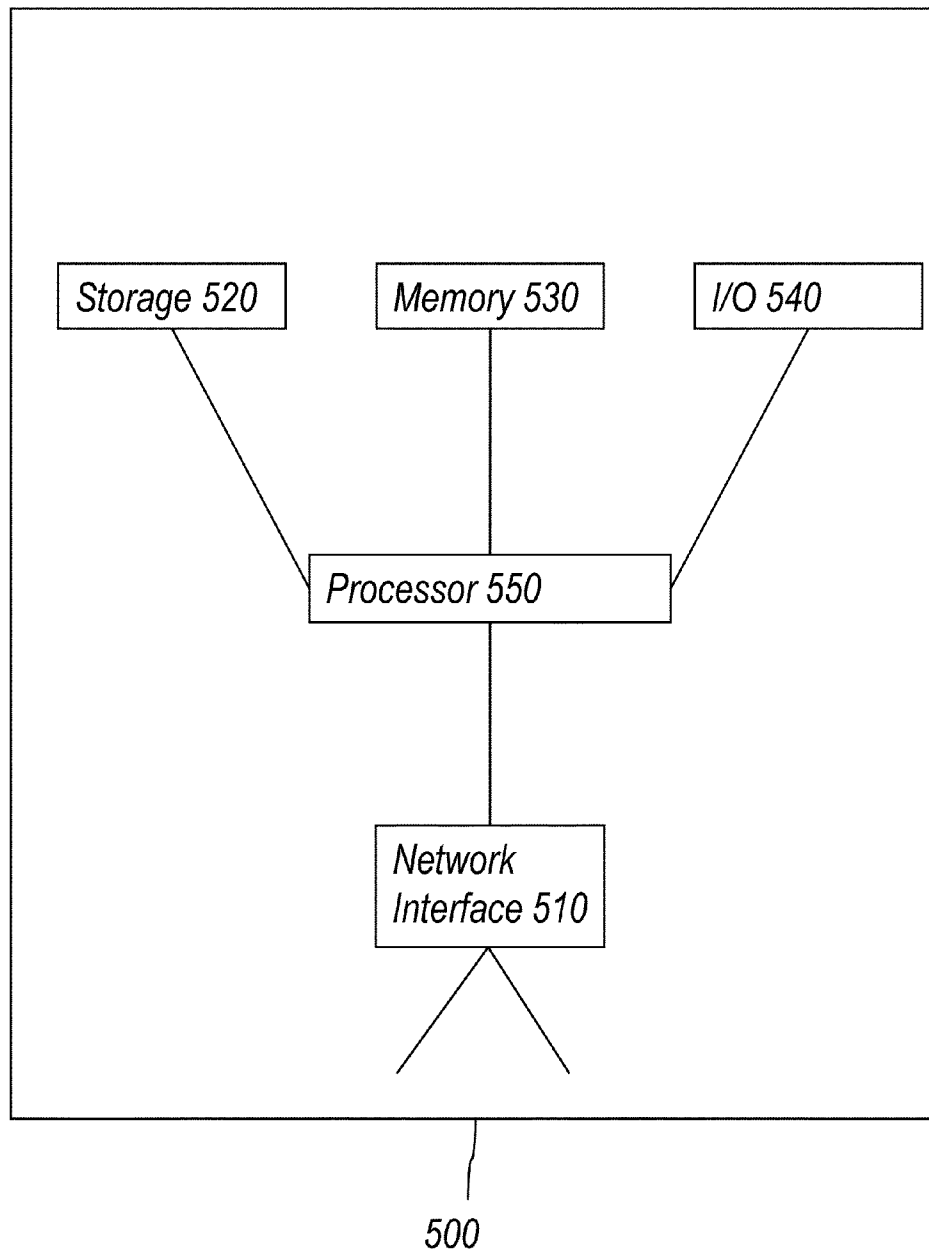 Storage 520
Memory 530
I/O 540
Processor 550
Network
Interface 510
500